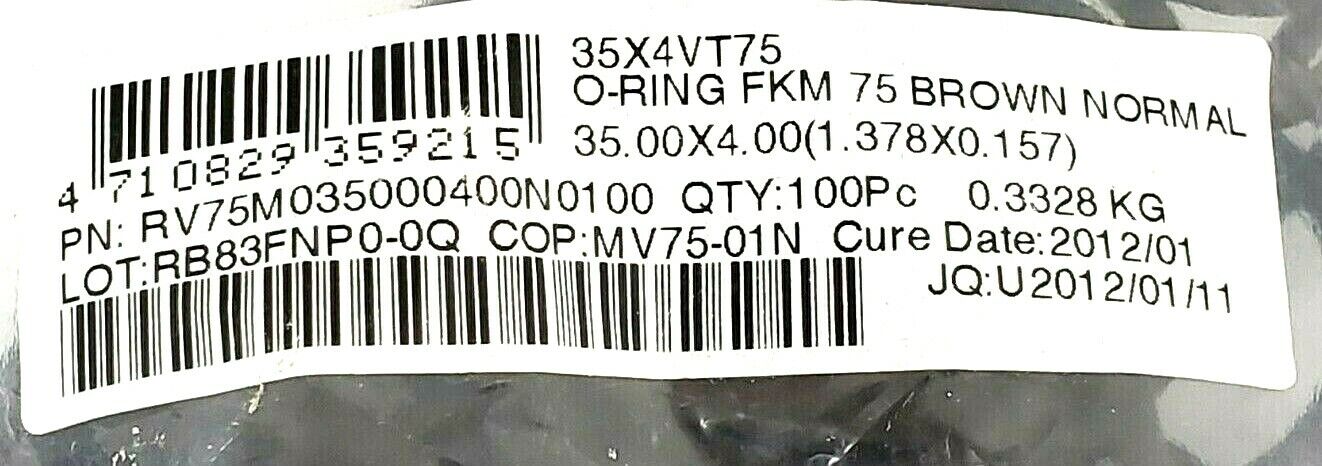 35X4VT75
O-RING FKM 75 BROWN NORMAL
35.00X4.00(1.378X0.157)
4 710829 359215
PN: RV75M035000400N0100 QTY:100Pc 0.3328 KG
LOT:RB83FNP0-0Q COP:MV75-01N Cure Date:2012/01
JQ:U2012/01/11